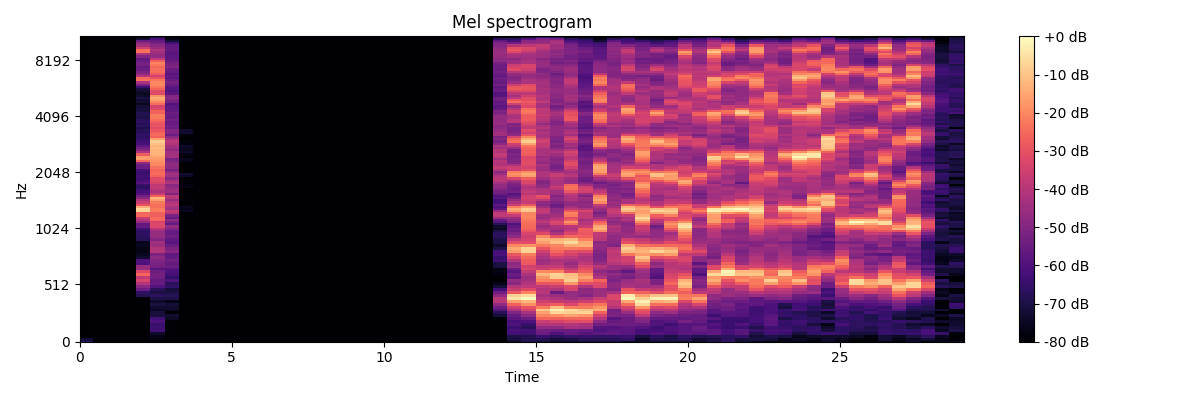 Mel spectrogram
+0 dB
8192
-10 dB
4096
-20 dB
-30 dB
Hz
2048
-40 dB
1024
-50 dB
-60 dB
512
-70 dB
0
-80 dB
0 5 10 15 20 25
Time